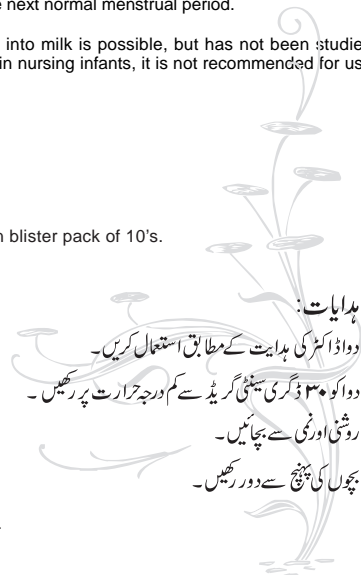 next normal menstrual period.
into milk is possible, but has not been studie
in nursing infants, it is not recommended for us
blister pack of 10's.
ہدایات:
دوا ڈاکٹر کی ہدایت کے مطابق استعمال کریں۔
دوا کو ۳۰ ڈگری سینٹی گریڈ سے کم درجہ حرارت پر رکھیں ۔
روشنی اور نمی سے بچائیں۔
بچوں کی پہنچ سے دور رکھیں۔